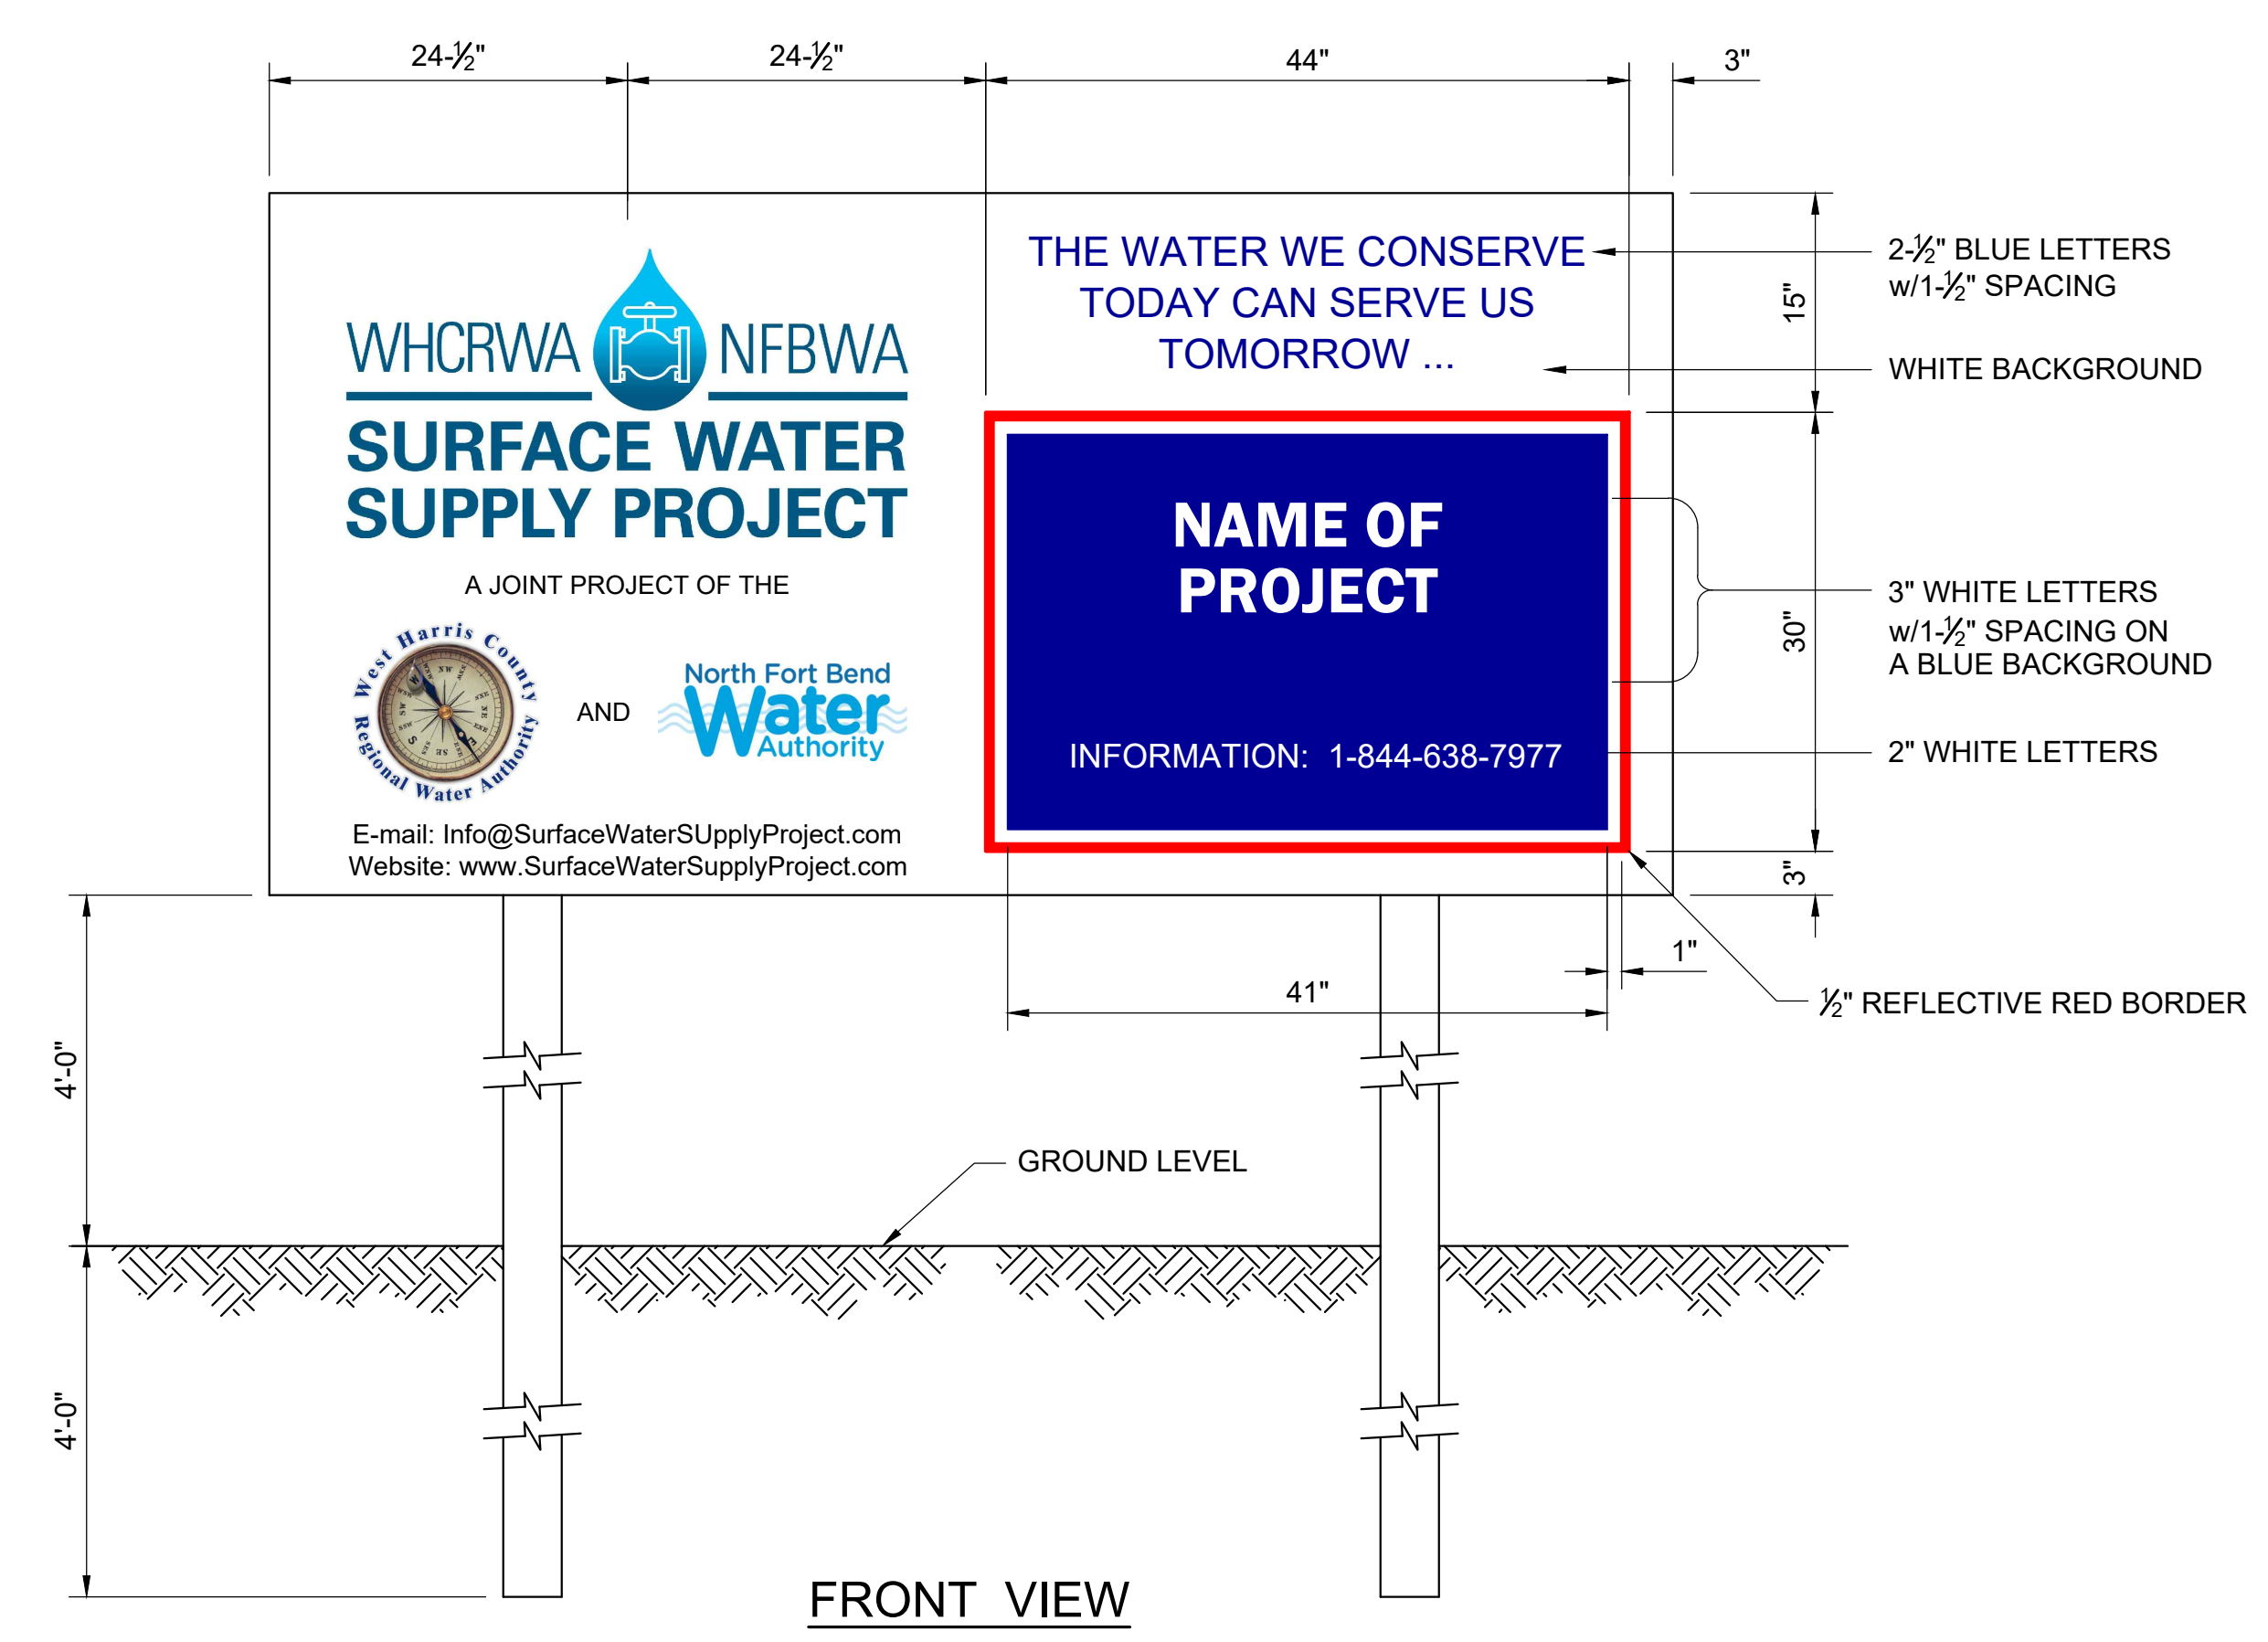 24-½" 24-½" 44" 3"
THE WATER WE CONSERVE
TODAY CAN SERVE US
TOMORROW ...
2-½" BLUE LETTERS
w/1-½" SPACING
15"
WHITE BACKGROUND
WHCRWA NFBWA
SURFACE WATER
SUPPLY PROJECT
A JOINT PROJECT OF THE
West Harris County
Regional Water Authority
AND
North Fort Bend
Water
Authority
E-mail: Info@SurfaceWaterSUpplyProject.com
Website: www.SurfaceWaterSupplyProject.com
NAME OF
PROJECT
INFORMATION: 1-844-638-7977
30"
3" WHITE LETTERS
w/1-½" SPACING ON
A BLUE BACKGROUND
2" WHITE LETTERS
3"
1"
41"
½" REFLECTIVE RED BORDER
4'-0"
GROUND LEVEL
4'-0"
FRONT VIEW